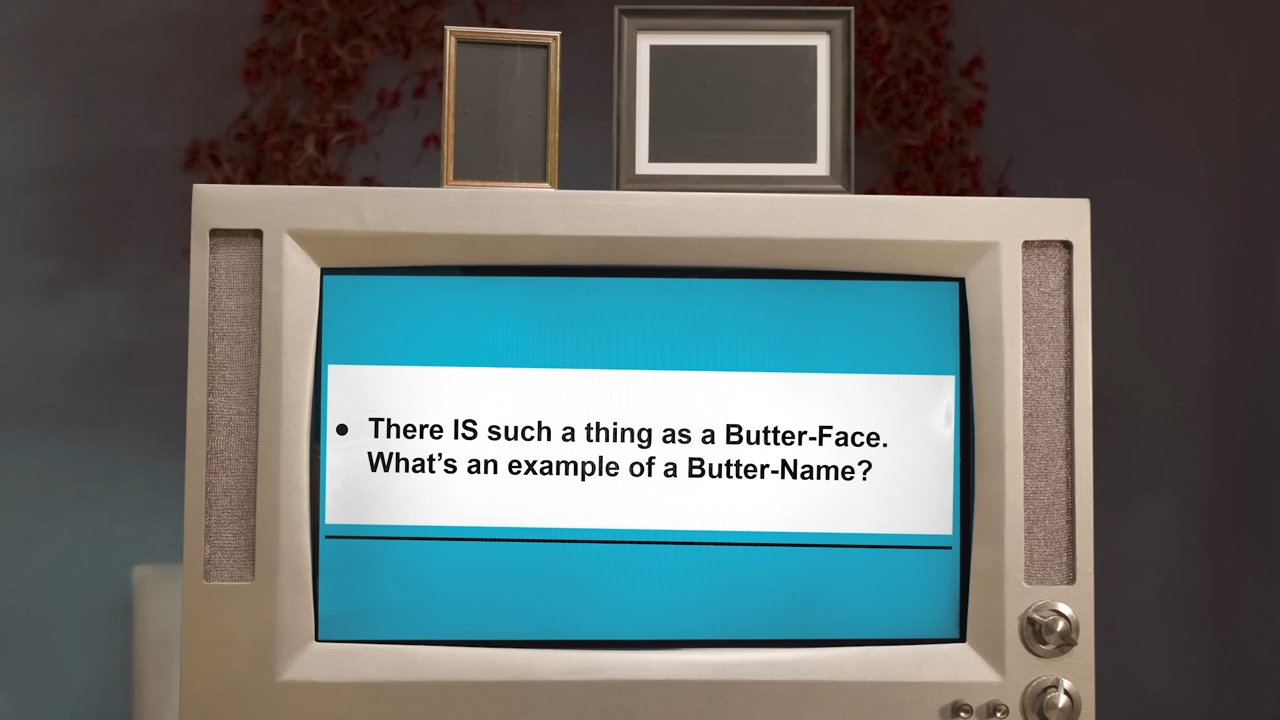 • There IS such a thing as a Butter-Face.
What’s an example of a Butter-Name?